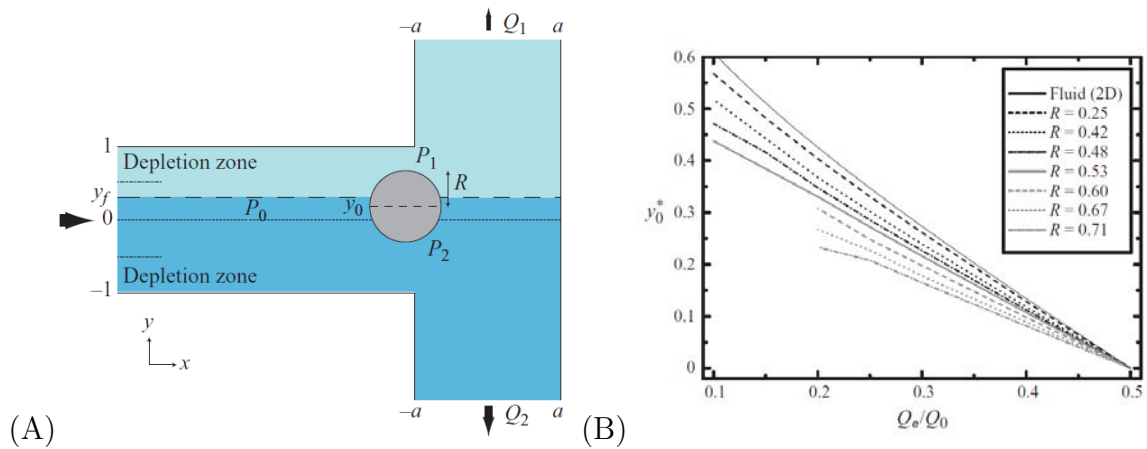 −a a Q₁
1
Depletion zone
P₁
R
y_f
P₀
y₀
0
P₂
Depletion zone
−1
y
x
−a Q₂ a
(A)
0.6
0.5
0.4
0.3
0.2
0.1
0
y₀*
Fluid (2D)
R = 0.25
R = 0.42
R = 0.48
R = 0.53
R = 0.60
R = 0.67
R = 0.71
0.1 0.2 0.3 0.4 0.5
Qₑ/Q₀
(B)